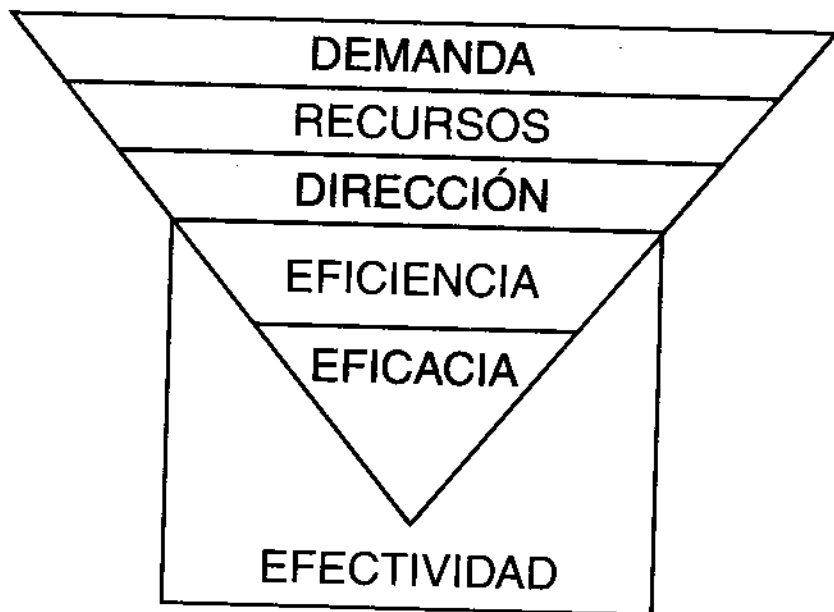 DEMANDA
RECURSOS
DIRECCIÓN
EFICIENCIA
EFICACIA
EFECTIVIDAD